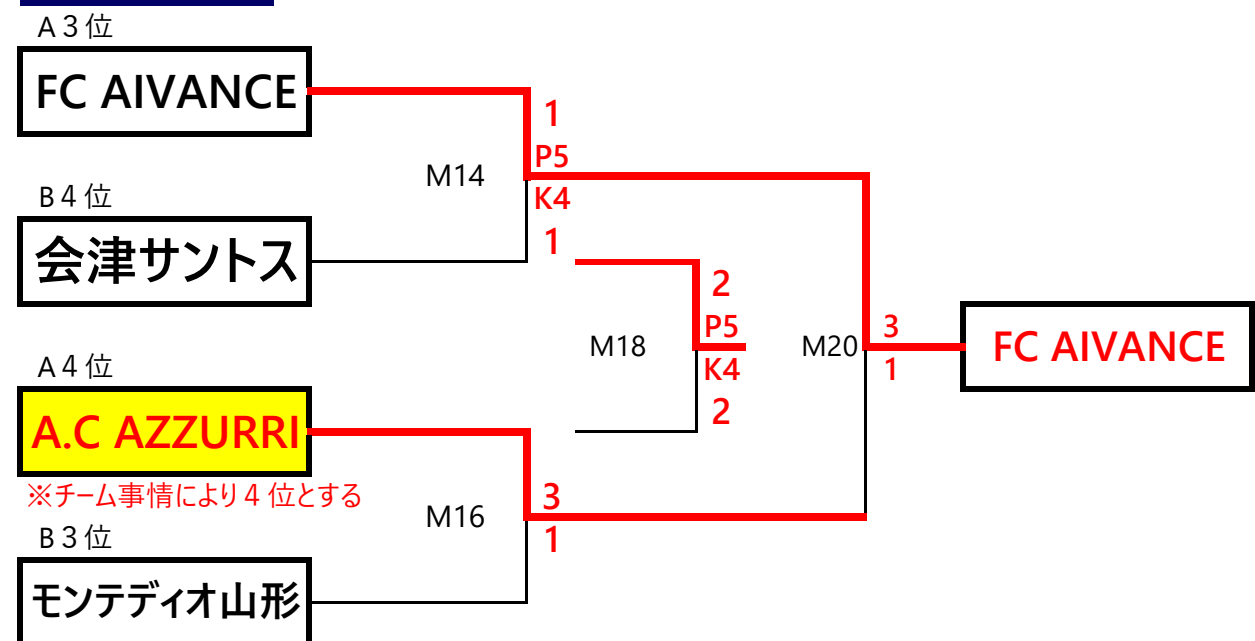 A３位
FC AIVANCE
1
M14
P5
K4
B４位
1
会津サントス
2
M18
P5
K4
2
M20
3
1
FC AIVANCE
A４位
A.C AZZURRI
※チーム事情により４位とする
3
M16
1
B３位
モンテディオ山形